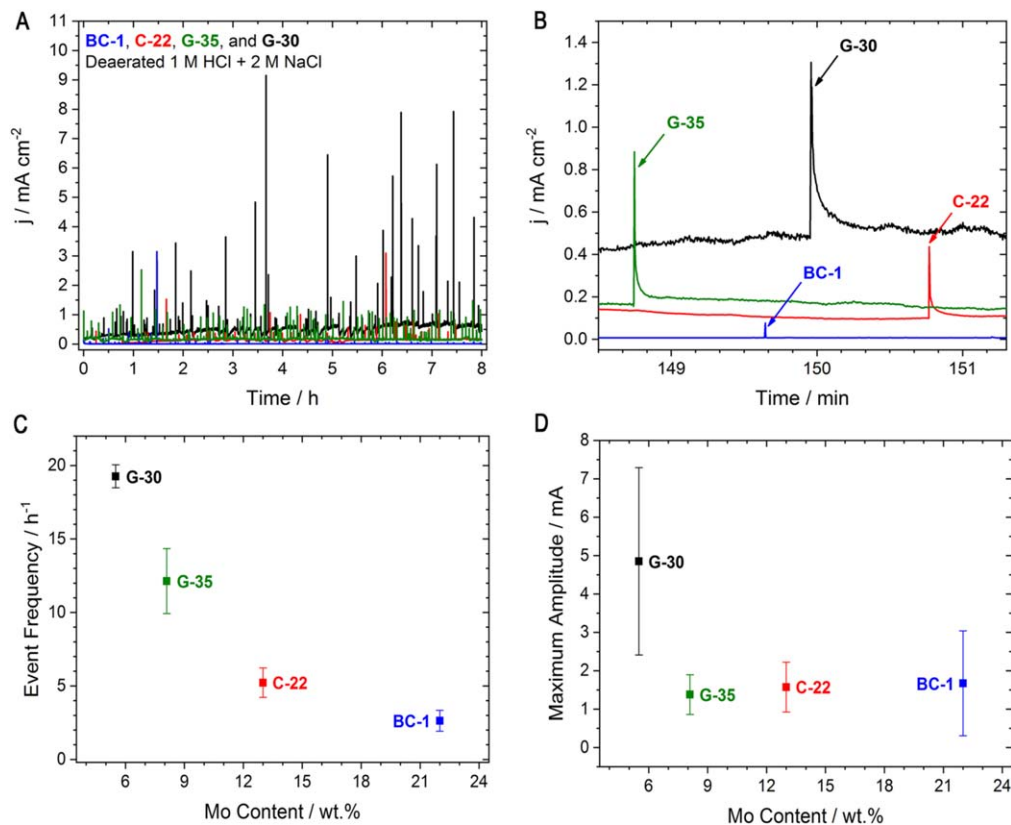 A
BC-1, C-22, G-35, and G-30
Deaerated 1 M HCl + 2 M NaCl
j / mA cm-2
11
10
9
8
7
6
5
4
3
2
1
0
0 1 2 3 4 5 6 7 8
Time / h
B
j / mA cm-2
1.4
1.2
1.0
0.8
0.6
0.4
0.2
0.0
G-30
G-35
C-22
BC-1
149 150 151
Time / min
C
Event Frequency / h-1
20
15
10
5
0
G-30
G-35
C-22
BC-1
6 9 12 15 18 21 24
Mo Content / wt.%
D
Maximum Amplitude / mA
8
7
6
5
4
3
2
1
0
G-30
G-35
C-22
BC-1
6 9 12 15 18 21 24
Mo Content / wt.%